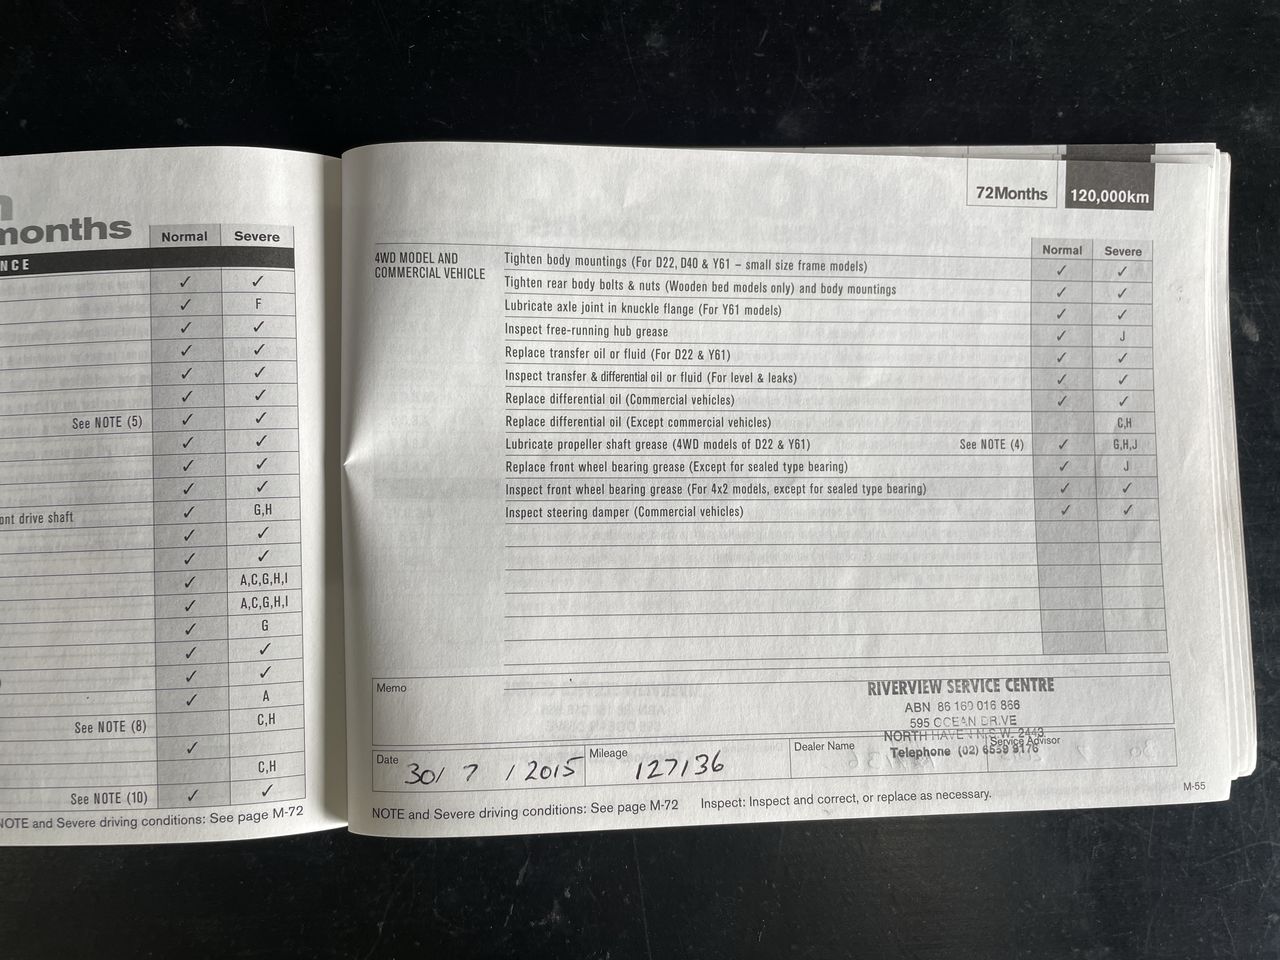 months
Normal Severe
NCE
✓ ✓
✓ F
✓ ✓
✓ ✓
✓ ✓
✓ ✓
See NOTE (5) ✓ ✓
✓ ✓
✓ ✓
✓ ✓
ont drive shaft ✓ G,H
✓ ✓
✓ ✓
✓ A,C,G,H,I
✓ A,C,G,H,I
✓ G
✓ ✓
✓ ✓
✓ A
See NOTE (8) C,H
✓
C,H
See NOTE (10) ✓ ✓
NOTE and Severe driving conditions: See page M-72
72Months 120,000km
Normal Severe
4WD MODEL AND
COMMERCIAL VEHICLE
Tighten body mountings (For D22, D40 & Y61 – small size frame models) ✓ ✓
Tighten rear body bolts & nuts (Wooden bed models only) and body mountings ✓ ✓
Lubricate axle joint in knuckle flange (For Y61 models) ✓ ✓
Inspect free-running hub grease ✓ J
Replace transfer oil or fluid (For D22 & Y61) ✓ ✓
Inspect transfer & differential oil or fluid (For level & leaks) ✓ ✓
Replace differential oil (Commercial vehicles) ✓ ✓
Replace differential oil (Except commercial vehicles) C,H
Lubricate propeller shaft grease (4WD models of D22 & Y61) See NOTE (4) ✓ G,H,J
Replace front wheel bearing grease (Except for sealed type bearing) ✓ J
Inspect front wheel bearing grease (For 4x2 models, except for sealed type bearing) ✓ ✓
Inspect steering damper (Commercial vehicles) ✓ ✓
Memo
RIVERVIEW SERVICE CENTRE
ABN 86 160 016 866
595 OCEAN DRIVE
NORTH HAVEN N.S.W. 2443
Telephone (02) 6559 9176
Date 30/ 7 / 2015
Mileage 127136
Dealer Name
Service Advisor
NOTE and Severe driving conditions: See page M-72 Inspect: Inspect and correct, or replace as necessary.
M-55